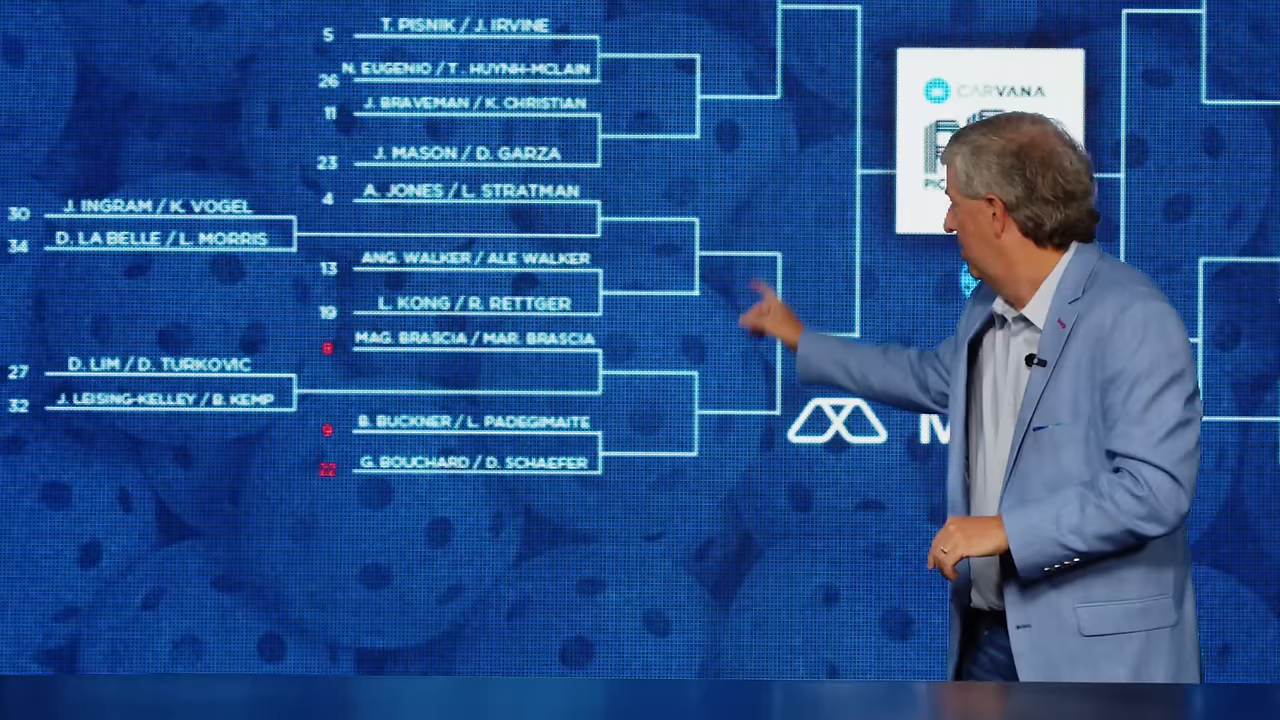 5 T. PISNIK / J. IRVINE
26 N. EUGENIO / T. HUYNH-MCLAIN
11 J. BRAVEMAN / K. CHRISTIAN
23 J. MASON / D. GARZA
4 A. JONES / L. STRATMAN
30 J. INGRAM / K. VOGEL
34 D. LA BELLE / L. MORRIS
13 ANG. WALKER / ALE WALKER
19 L. KONG / R. RETTGER
MAG. BRASCIA / MAR. BRASCIA
27 D. LIM / D. TURKOVIC
32 J. LEISING-KELLEY / B. KEMP
9 B. BUCKNER / L. PADEGIMAITE
22 G. BOUCHARD / D. SCHAEFER
CARVANA